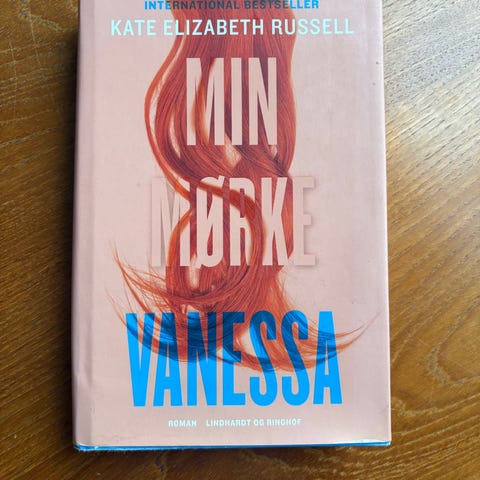 INTERNATIONAL BESTSELLER
KATE ELIZABETH RUSSELL
MIN
MØRKE
VANESSA
ROMAN LINDHARDT OG RINGHOF